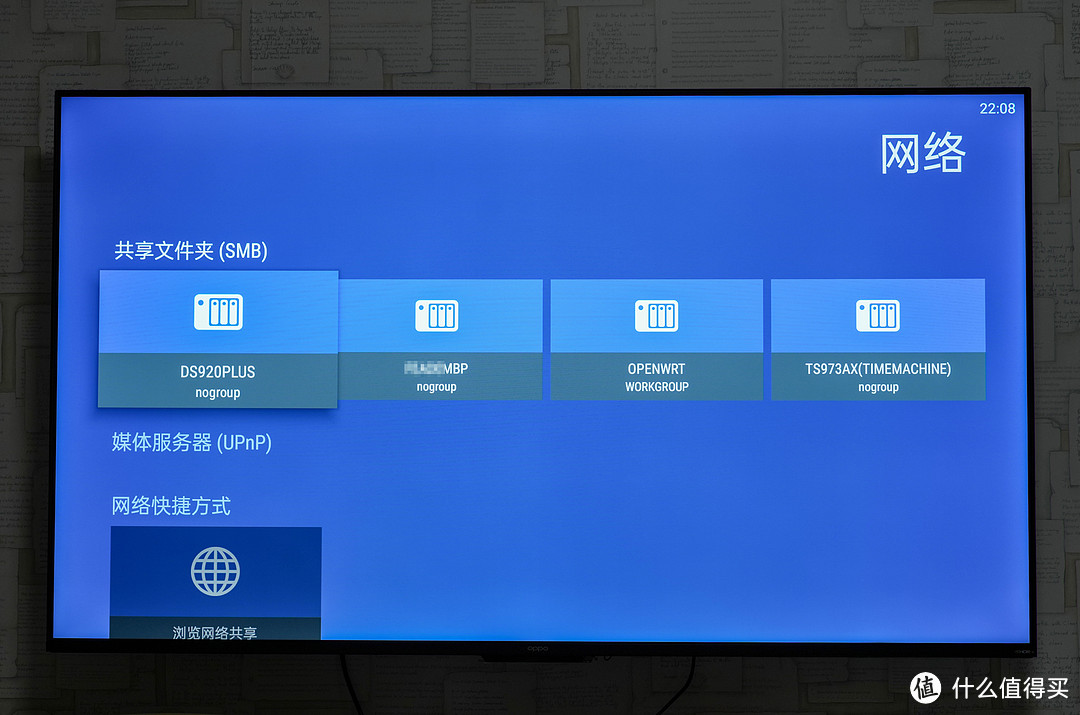 22:08
网络
共享文件夹 (SMB)
DS920PLUS
nogroup
MBP
nogroup
OPENWRT
WORKGROUP
TS973AX(TIMEMACHINE)
nogroup
媒体服务器 (UPnP)
网络快捷方式
浏览网络共享
oppo
值 什么值得买